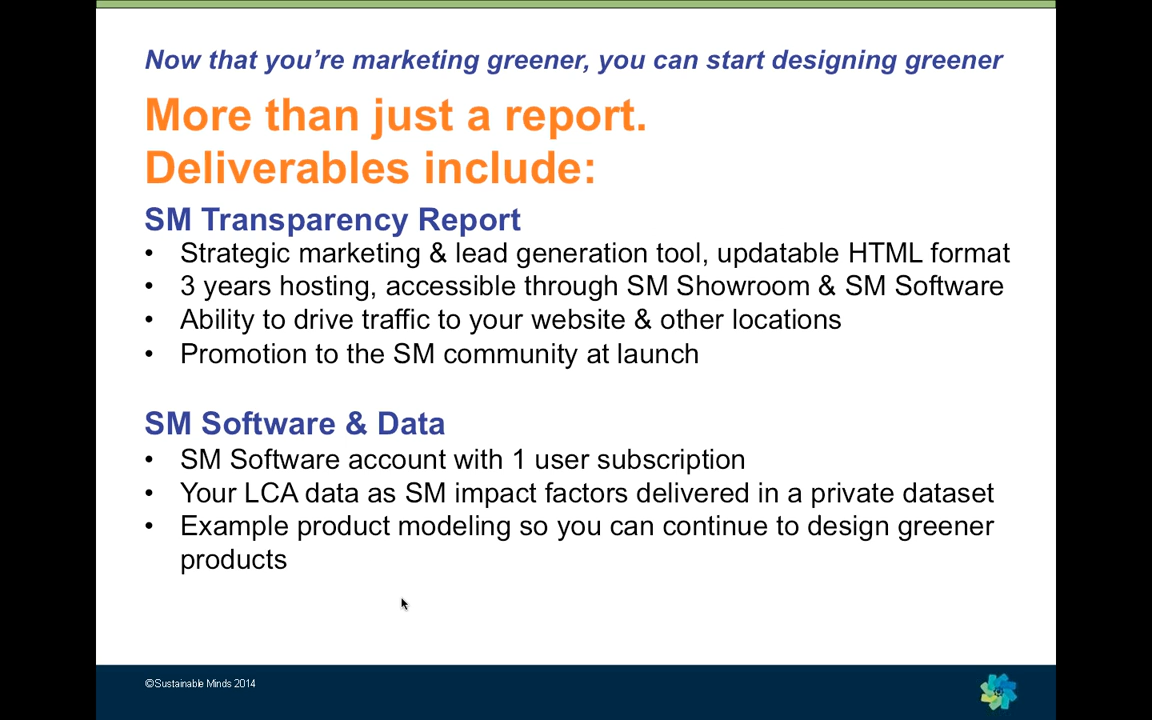 Now that you’re marketing greener, you can start designing greener
More than just a report.
Deliverables include:
SM Transparency Report
• Strategic marketing & lead generation tool, updatable HTML format
• 3 years hosting, accessible through SM Showroom & SM Software
• Ability to drive traffic to your website & other locations
• Promotion to the SM community at launch
SM Software & Data
• SM Software account with 1 user subscription
• Your LCA data as SM impact factors delivered in a private dataset
• Example product modeling so you can continue to design greener
products
©Sustainable Minds 2014